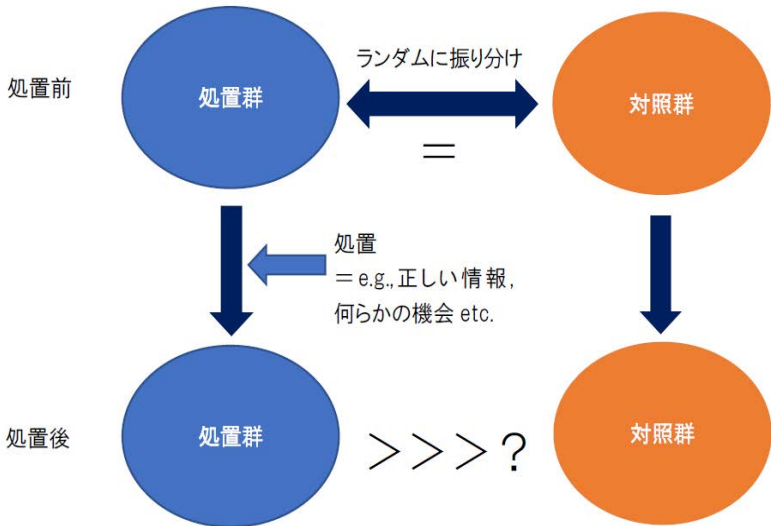 ランダムに振り分け
処置前
処置群
対照群
＝
処置
＝e.g.,正しい情報,
何らかの機会 etc.
処置後
処置群
＞＞＞？
対照群